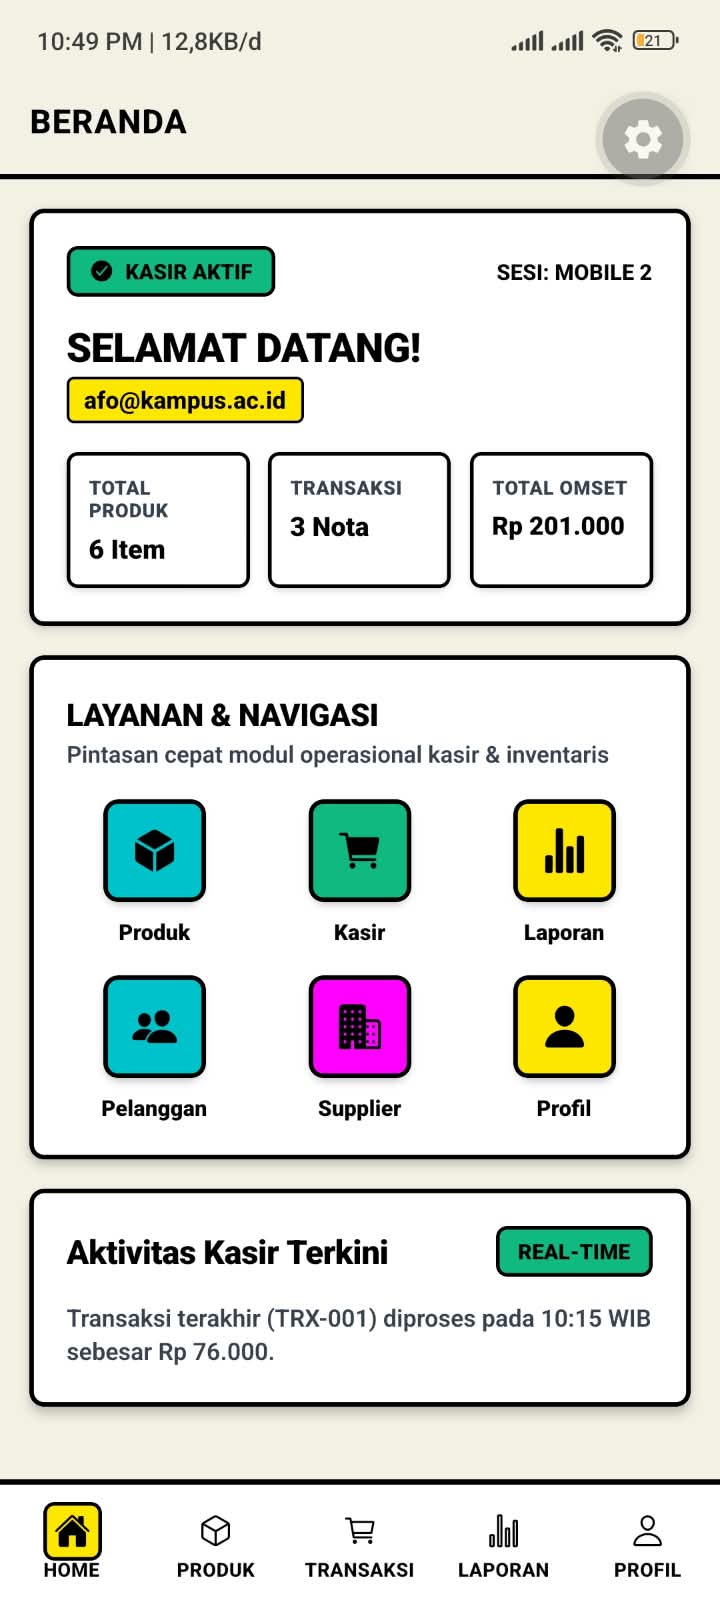 10:49 PM | 12,8KB/d
21
BERANDA
KASIR AKTIF
SESI: MOBILE 2
SELAMAT DATANG!
afo@kampus.ac.id
TOTAL
PRODUK
6 Item
TRANSAKSI
3 Nota
TOTAL OMSET
Rp 201.000
LAYANAN & NAVIGASI
Pintasan cepat modul operasional kasir & inventaris
Produk
Kasir
Laporan
Pelanggan
Supplier
Profil
Aktivitas Kasir Terkini
REAL-TIME
Transaksi terakhir (TRX-001) diproses pada 10:15 WIB
sebesar Rp 76.000.
HOME
PRODUK
TRANSAKSI
LAPORAN
PROFIL